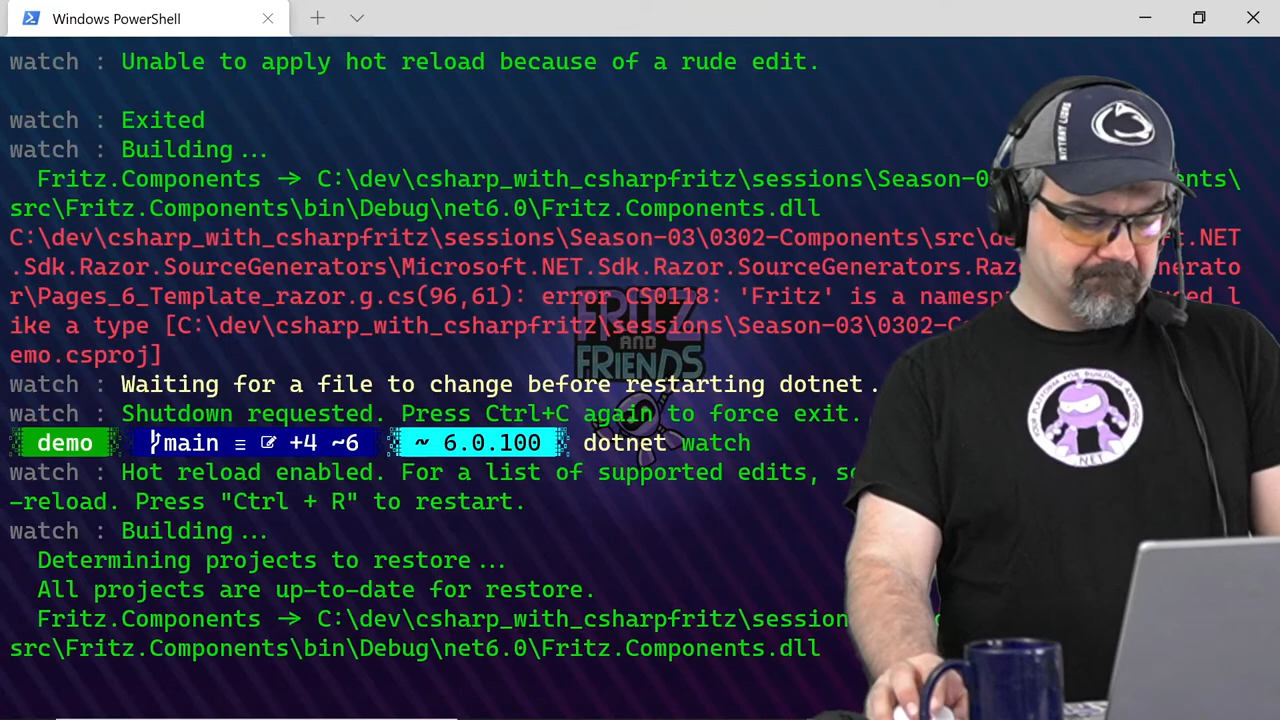 Windows PowerShell
watch : Unable to apply hot reload because of a rude edit.
watch : Exited
watch : Building...
Fritz.Components -> C:\dev\csharp_with_csharpfritz\sessions\Season-0 \
src\Fritz.Components\bin\Debug\net6.0\Fritz.Components.dll
C:\dev\csharp_with_csharpfritz\sessions\Season-03\0302-Components\src\ .NET
.Sdk.Razor.SourceGenerators\Microsoft.NET.Sdk.Razor.SourceGenerators.
r\Pages_6_Template_razor.g.cs(96,61): error CS0118: 'Fritz' is a l
ike a type [C:\dev\csharp_with_csharpfritz\sessions\Season-03\0302-
emo.csproj]
watch : Waiting for a file to change before restarting dotnet...
watch : Shutdown requested. Press Ctrl+C again to force exit.
demo main ≡ +4 ~6 ~ 6.0.100 dotnet watch
watch : Hot reload enabled. For a list of supported edits,
-reload. Press "Ctrl + R" to restart.
watch : Building...
Determining projects to restore...
All projects are up-to-date for restore.
Fritz.Components -> C:\dev\csharp_with_csharpfritz\session
src\Fritz.Components\bin\Debug\net6.0\Fritz.Components.dll
FRITZ
AND
FRIENDS
NITTANY LIONS
YOUR PLATFORM FOR BUILDING ANYTHING
.NET